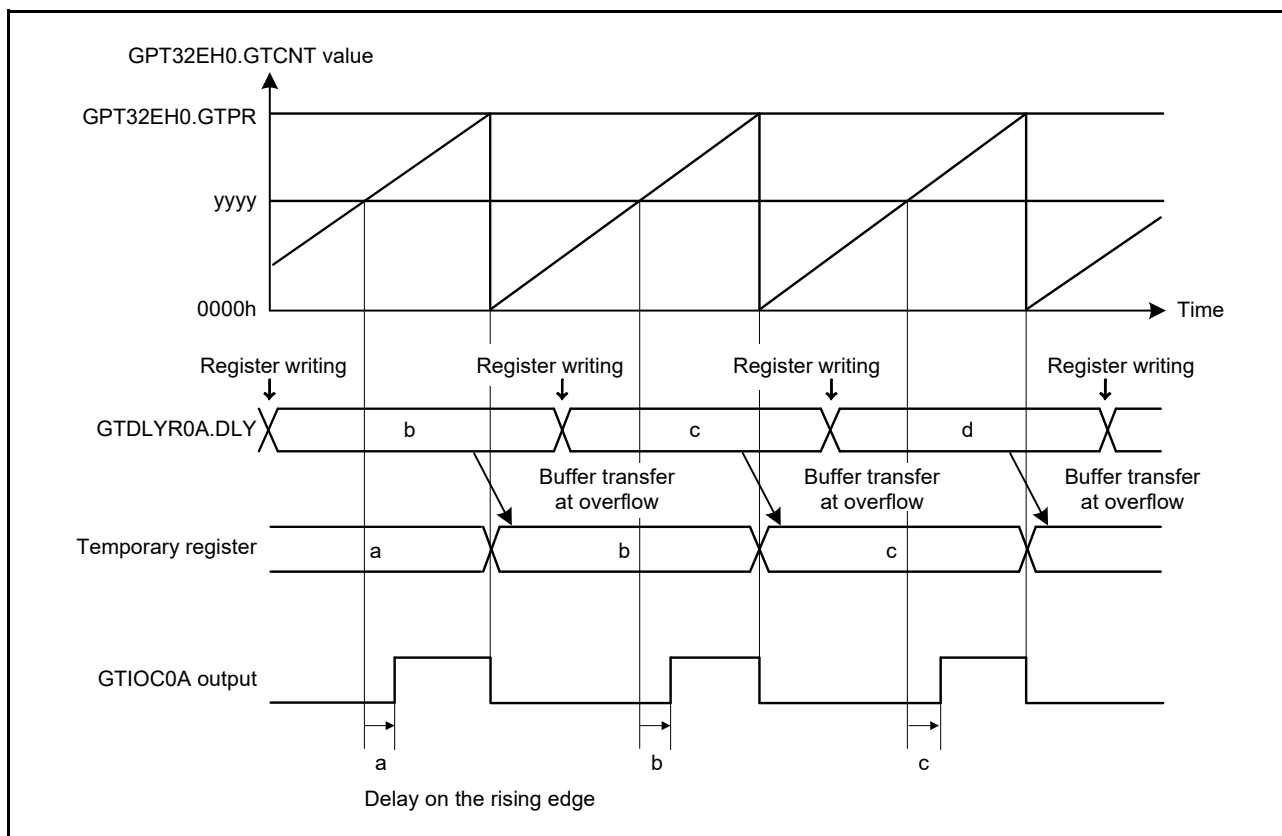 GPT32EH0.GTCNT value
GPT32EH0.GTPR
yyyy
0000h
Time
Register writing
Register writing
Register writing
Register writing
GTDLYR0A.DLY
b
c
d
Buffer transfer
at overflow
Buffer transfer
at overflow
Buffer transfer
at overflow
Temporary register
a
b
c
GTIOC0A output
a
b
c
Delay on the rising edge